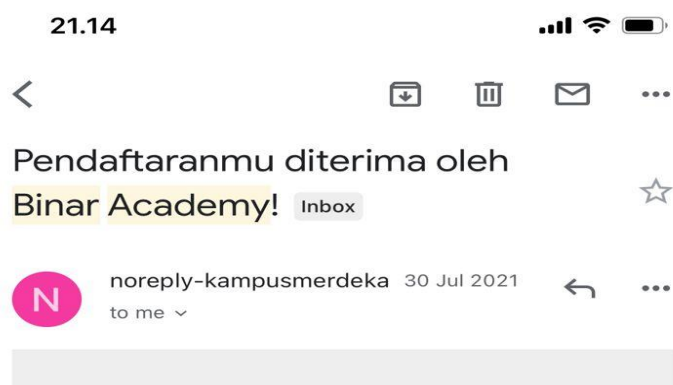 21.14
Pendaftaranmu diterima oleh
Binar Academy! Inbox
N
noreply-kampusmerdeka 30 Jul 2021
to me